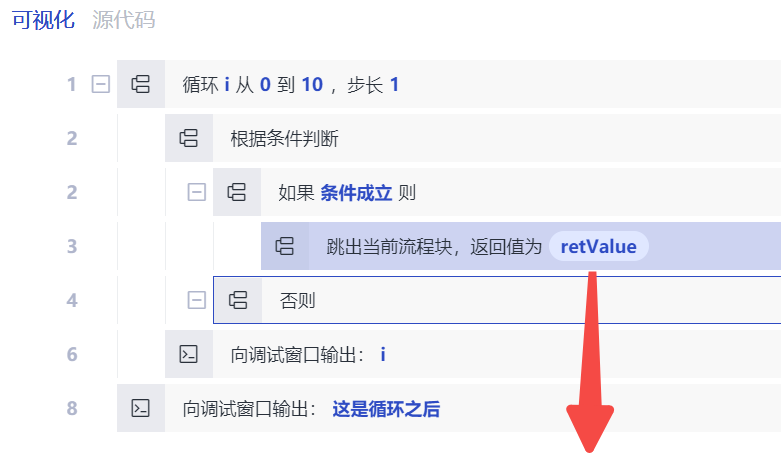 可视化 源代码
1 循环 i 从 0 到 10 ，步长 1
2 根据条件判断
2 如果 条件成立 则
3 跳出当前流程块，返回值为 retValue
4 否则
6 向调试窗口输出： i
8 向调试窗口输出： 这是循环之后